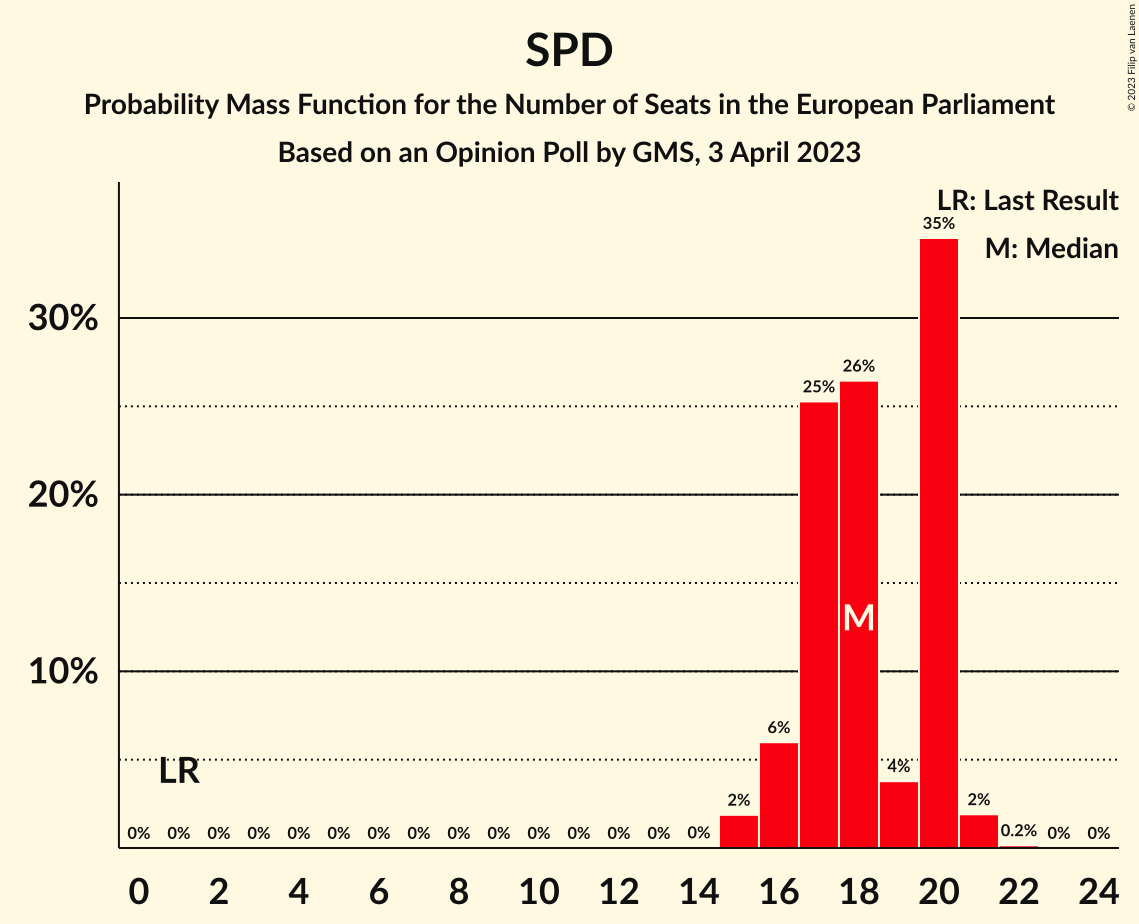 SPD
Probability Mass Function for the Number of Seats in the European Parliament
Based on an Opinion Poll by GMS, 3 April 2023
© 2023 Filip van Laenen
LR: Last Result
M: Median
35%
30%
26%
25%
20%
M
10%
6%
LR
4%
2%
2%
0% 0% 0% 0% 0% 0% 0% 0% 0% 0% 0% 0% 0% 0% 0% 0.2% 0% 0%
0 2 4 6 8 10 12 14 16 18 20 22 24